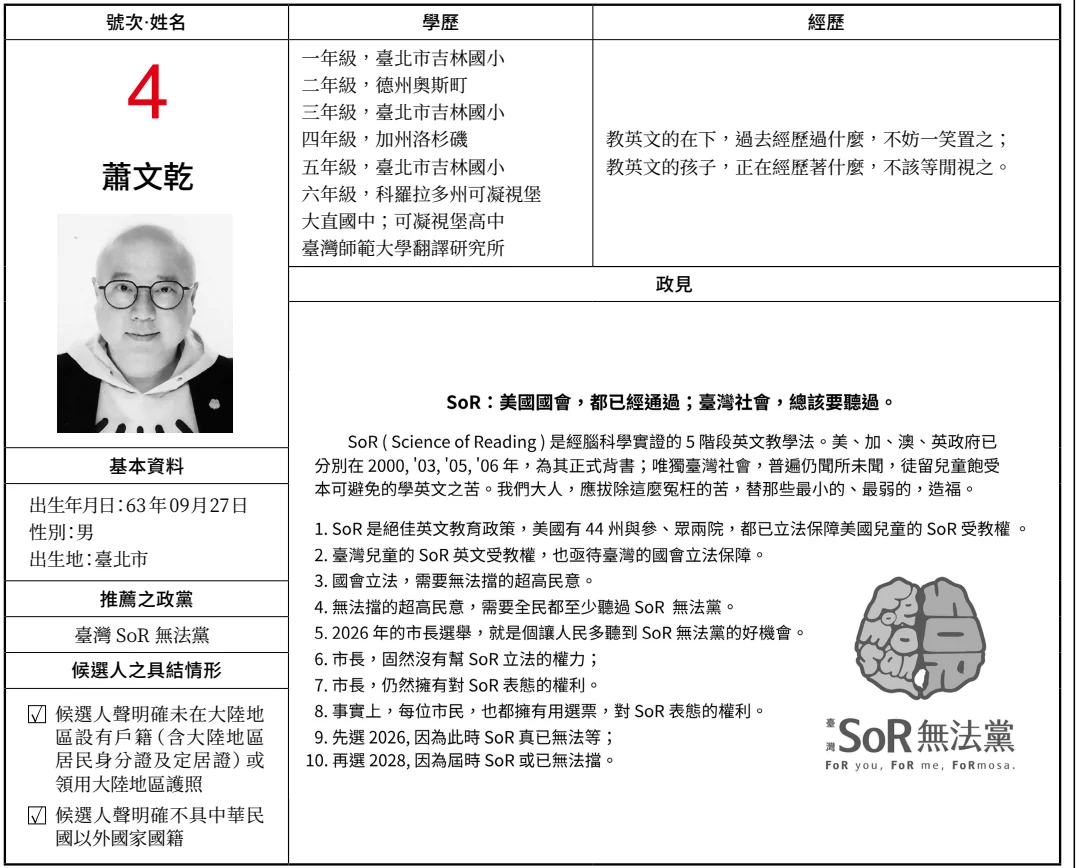 號次·姓名
4
蕭文乾
基本資料
出生年月日：63年09月27日
性別：男
出生地：臺北市
推薦之政黨
臺灣 SoR 無法黨
候選人之具結情形
☑ 候選人聲明確未在大陸地
區設有戶籍（含大陸地區
居民身分證及定居證）或
領用大陸地區護照
☑ 候選人聲明確不具中華民
國以外國家國籍
學歷
一年級，臺北市吉林國小
二年級，德州奧斯町
三年級，臺北市吉林國小
四年級，加州洛杉磯
五年級，臺北市吉林國小
六年級，科羅拉多州可凝視堡
大直國中；可凝視堡高中
臺灣師範大學翻譯研究所
經歷
教英文的在下，過去經歷過什麼，不妨一笑置之；
教英文的孩子，正在經歷著什麼，不該等閒視之。
政見
SoR：美國國會，都已經通過；臺灣社會，總該要聽過。
SoR ( Science of Reading ) 是經腦科學實證的 5 階段英文教學法。美、加、澳、英政府已
分別在 2000, '03, '05, '06 年，為其正式背書；唯獨臺灣社會，普遍仍聞所未聞，徒留兒童飽受
本可避免的學英文之苦。我們大人，應拔除這麼冤枉的苦，替那些最小的、最弱的，造福。
1. SoR 是絕佳英文教育政策，美國有 44 州與參、眾兩院，都已立法保障美國兒童的 SoR 受教權 。
2. 臺灣兒童的 SoR 英文受教權，也亟待臺灣的國會立法保障。
3. 國會立法，需要無法擋的超高民意。
4. 無法擋的超高民意，需要全民都至少聽過 SoR 無法黨。
5. 2026 年的市長選舉，就是個讓人民多聽到 SoR 無法黨的好機會。
6. 市長，固然沒有幫 SoR 立法的權力；
7. 市長，仍然擁有對 SoR 表態的權利。
8. 事實上，每位市民，也都擁有用選票，對 SoR 表態的權利。
9. 先選 2026, 因為此時 SoR 真已無法等；
10. 再選 2028, 因為屆時 SoR 或已無法擋。
FORMOSAN
SOR
臺灣SoR無法黨
FoR you, FoR me, FoRmosa.